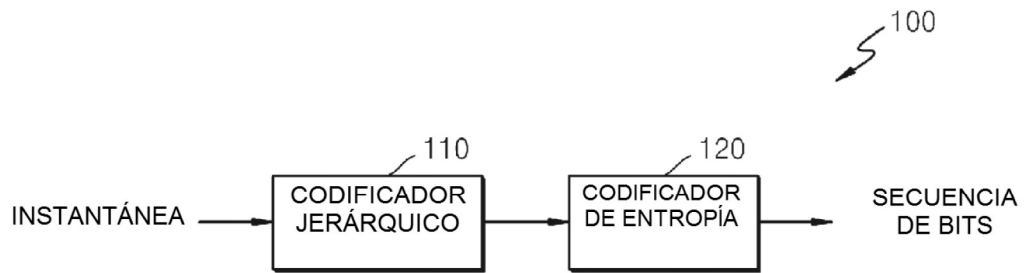 100
110
120
INSTANTÁNEA
CODIFICADOR
JERÁRQUICO
CODIFICADOR
DE ENTROPÍA
SECUENCIA
DE BITS